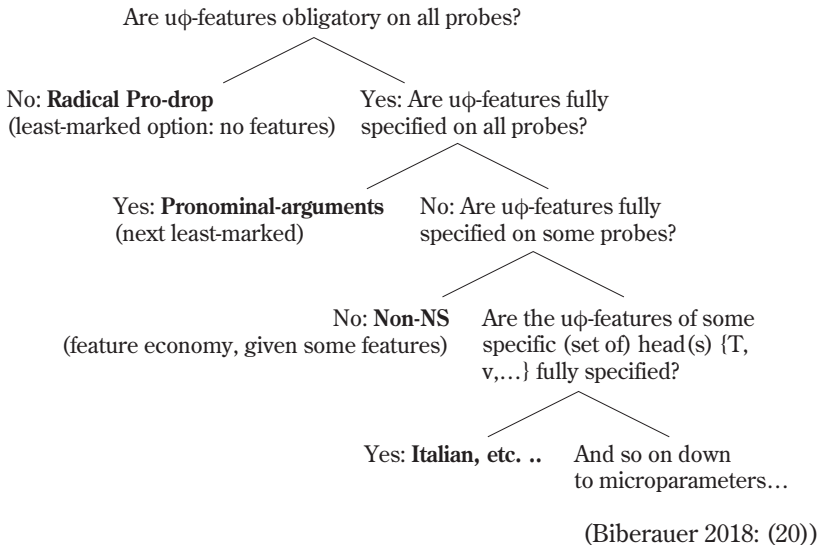 Are uϕ-features obligatory on all probes?
No: Radical Pro-drop
(least-marked option: no features)
Yes: Are uϕ-features fully
specified on all probes?
Yes: Pronominal-arguments
(next least-marked)
No: Are uϕ-features fully
specified on some probes?
No: Non-NS
(feature economy, given some features)
Are the uϕ-features of some
specific (set of) head(s) {T,
v,…} fully specified?
Yes: Italian, etc. ..
And so on down
to microparameters…
(Biberauer 2018: (20))